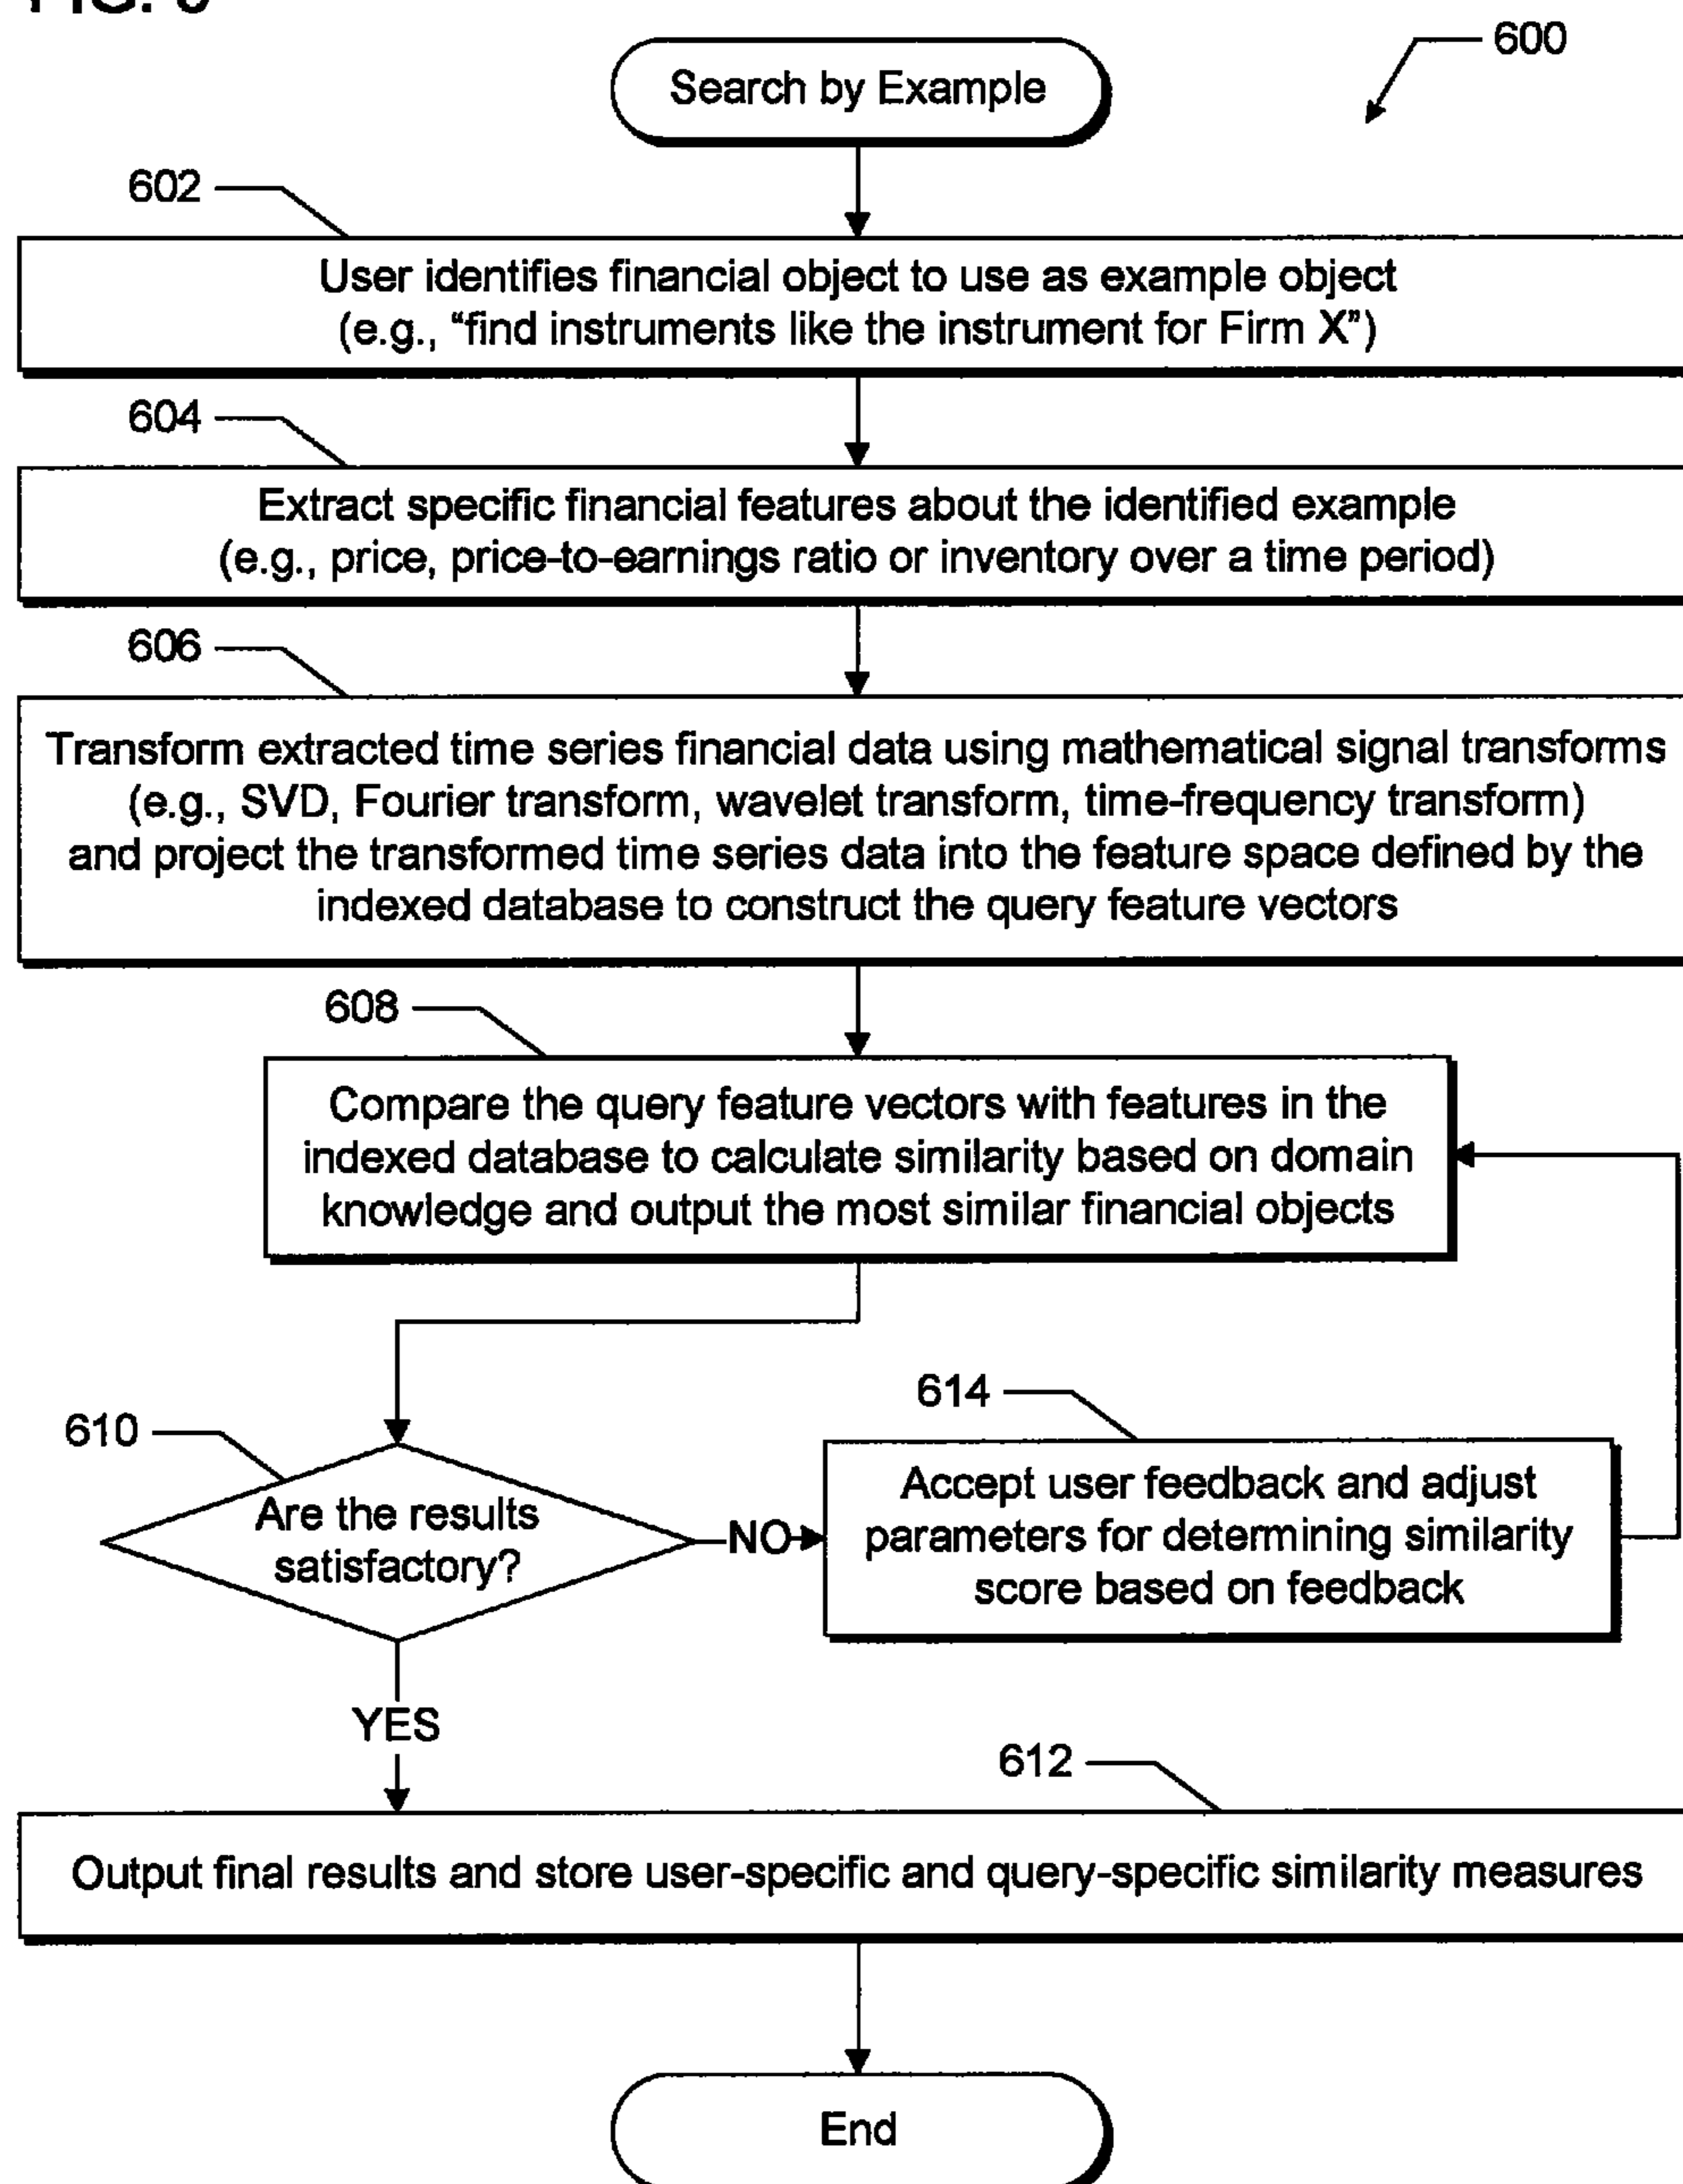 600
Search by Example
602
User identifies financial object to use as example object
(e.g., “find instruments like the instrument for Firm X”)
604
Extract specific financial features about the identified example
(e.g., price, price-to-earnings ratio or inventory over a time period)
606
Transform extracted time series financial data using mathematical signal transforms
(e.g., SVD, Fourier transform, wavelet transform, time-frequency transform)
and project the transformed time series data into the feature space defined by the
indexed database to construct the query feature vectors
608
Compare the query feature vectors with features in the
indexed database to calculate similarity based on domain
knowledge and output the most similar financial objects
610
Are the results
satisfactory?
NO
614
Accept user feedback and adjust
parameters for determining similarity
score based on feedback
YES
612
Output final results and store user-specific and query-specific similarity measures
End